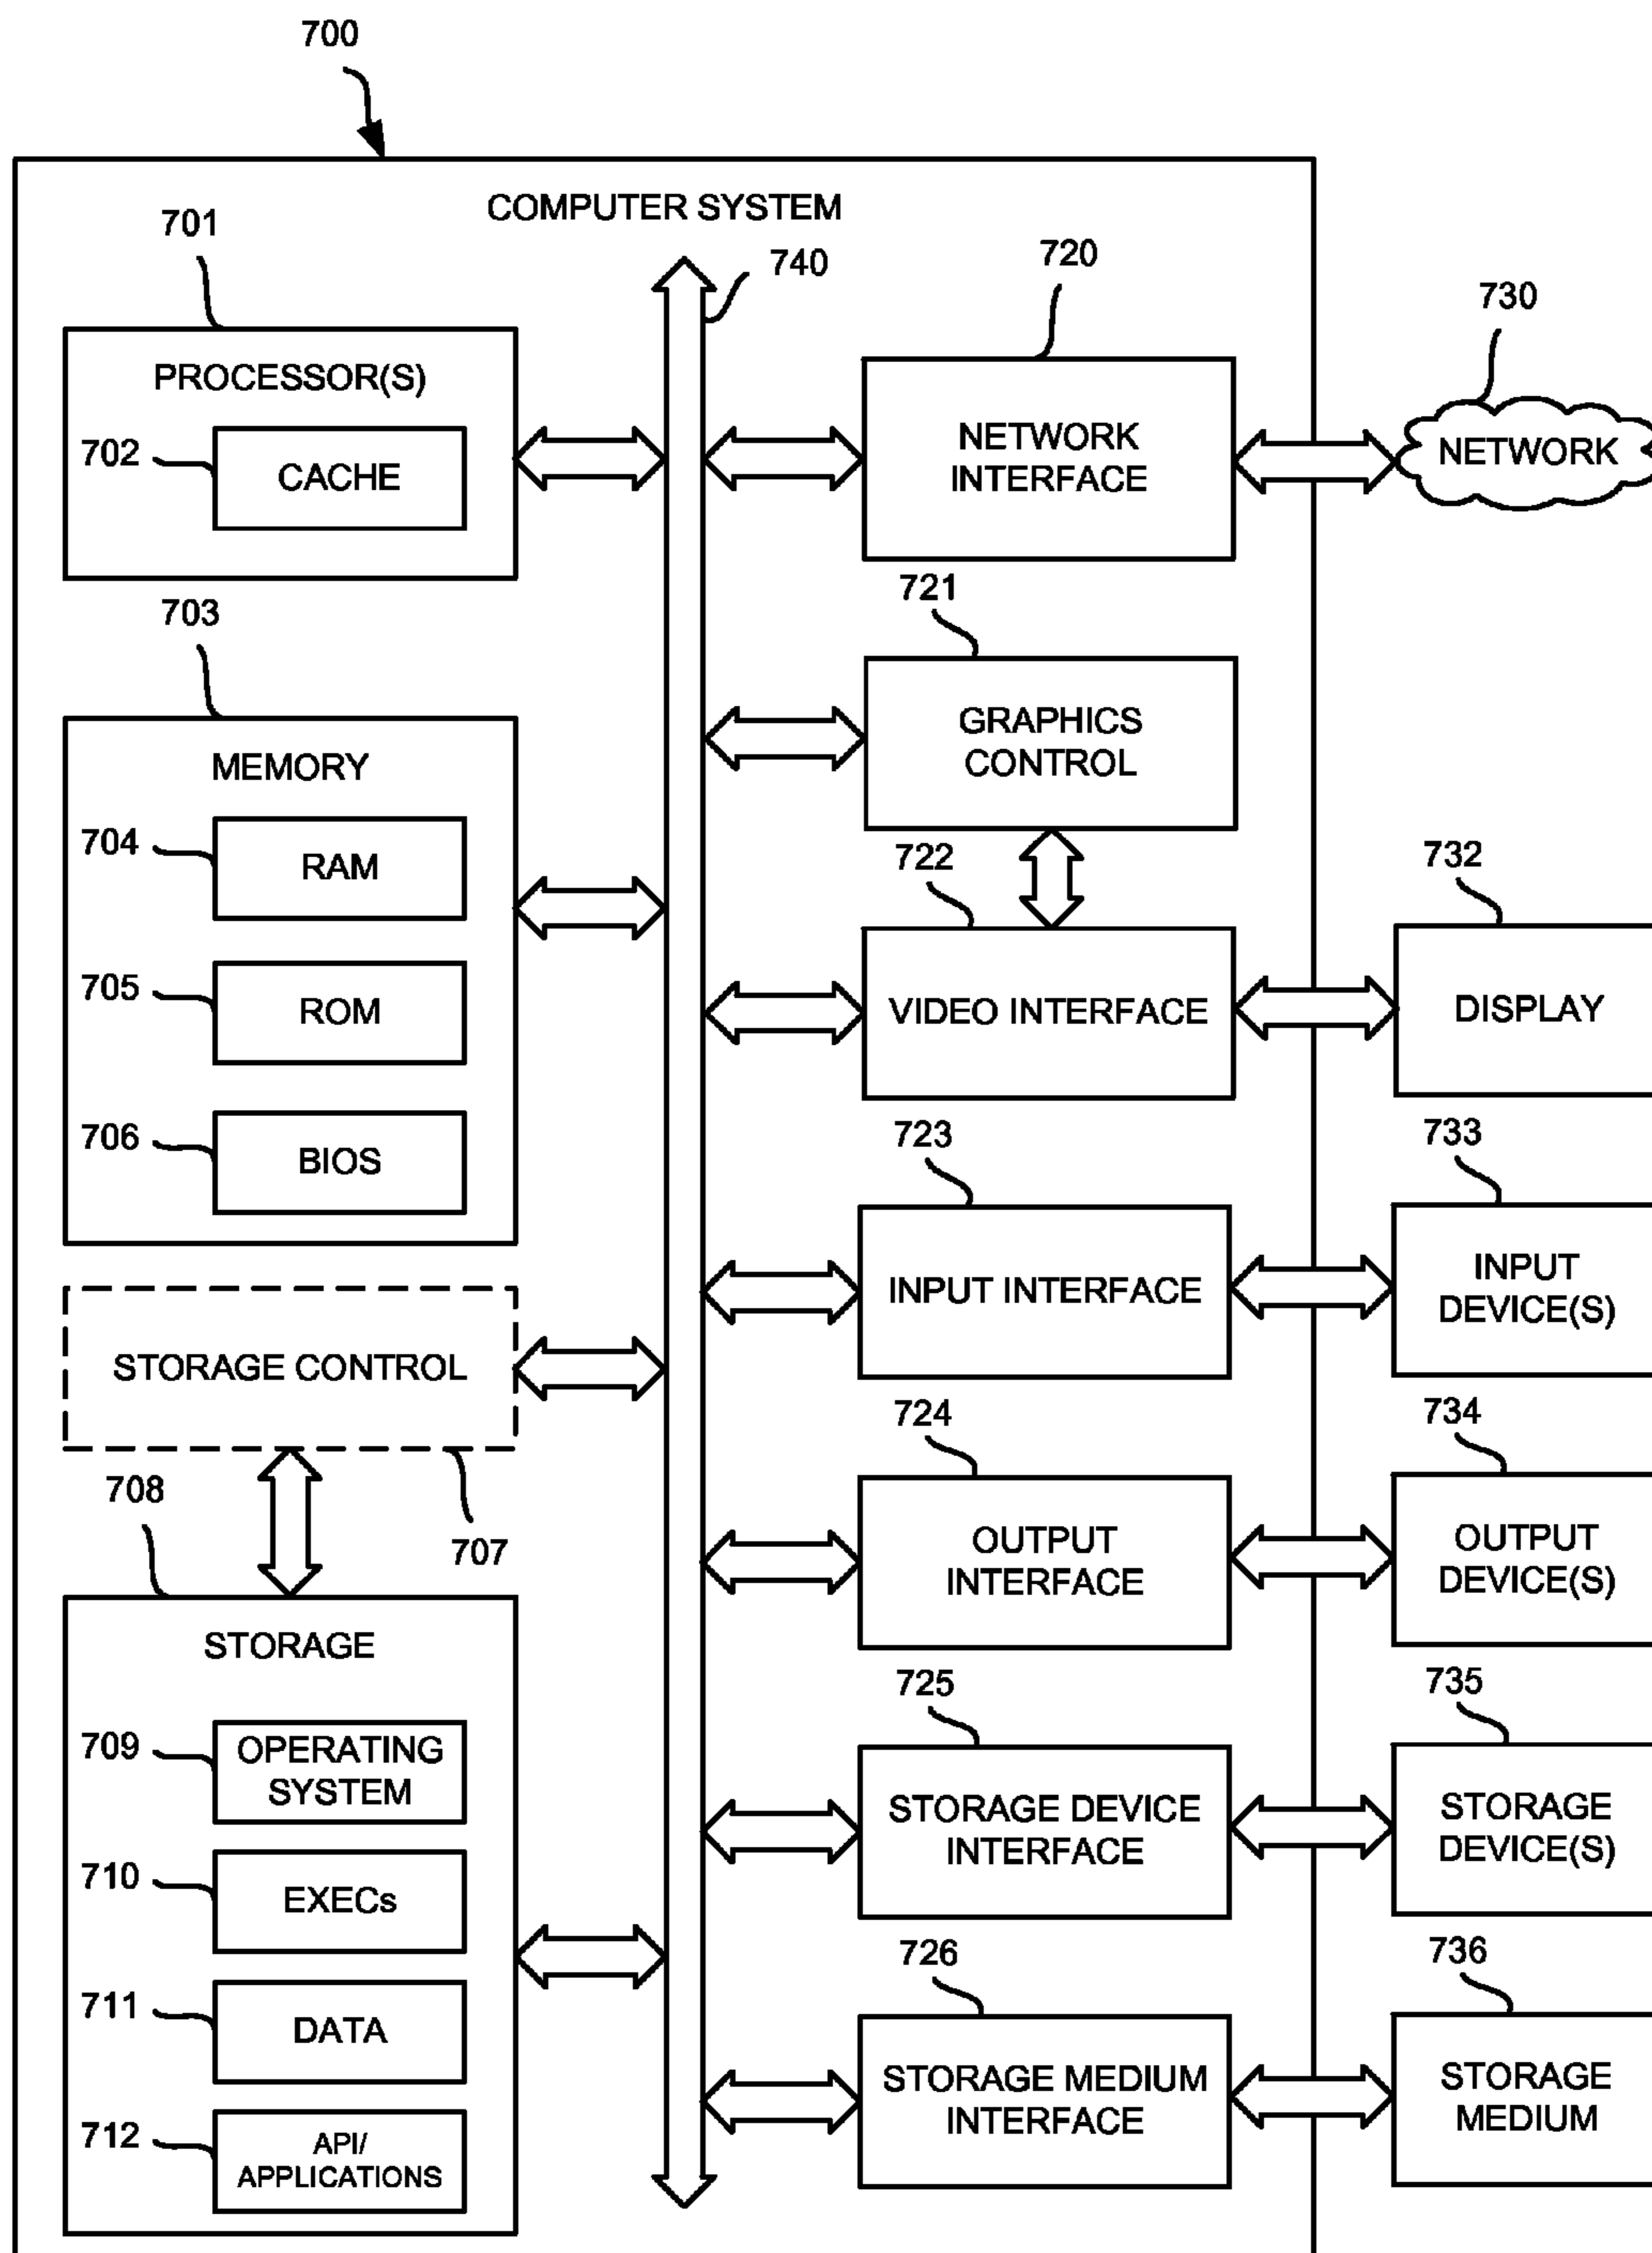 700
COMPUTER SYSTEM
701
740
720
730
PROCESSOR(S)
702
CACHE
NETWORK
INTERFACE
NETWORK
703
721
MEMORY
GRAPHICS
CONTROL
704
RAM
722
732
705
ROM
VIDEO INTERFACE
DISPLAY
706
BIOS
723
733
INPUT INTERFACE
INPUT
DEVICE(S)
STORAGE CONTROL
707
724
734
708
OUTPUT
INTERFACE
OUTPUT
DEVICE(S)
STORAGE
725
735
709
OPERATING
SYSTEM
STORAGE DEVICE
INTERFACE
STORAGE
DEVICE(S)
710
EXECs
726
736
711
DATA
STORAGE MEDIUM
INTERFACE
STORAGE
MEDIUM
712
API/
APPLICATIONS